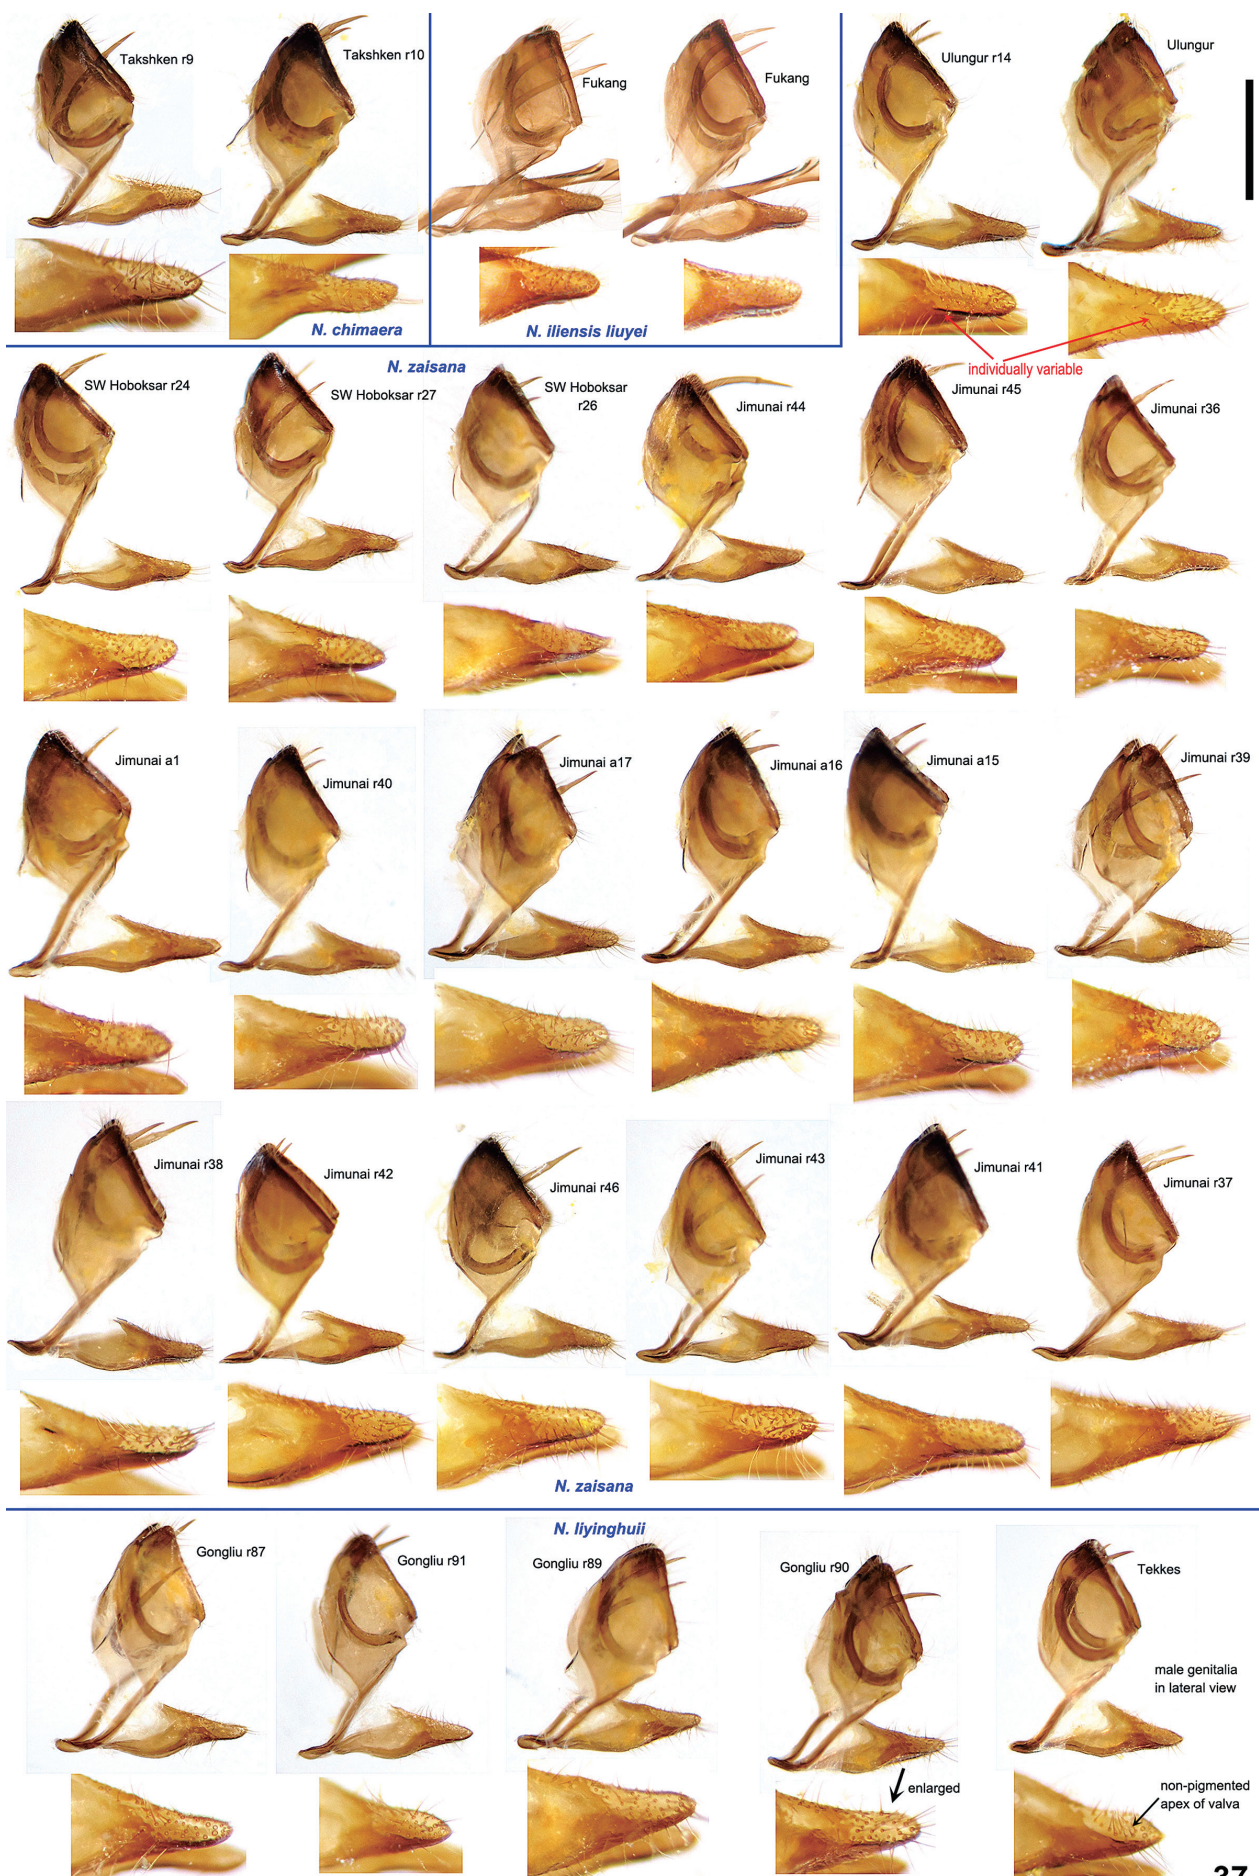 Takshken r9
Takshken r10
Fukang
Fukang
Ulungur r14
Ulungur
N. chimaera
N. iliensis liuyei
individually variable
N. zaisana
SW Hoboksar r24
SW Hoboksar r27
SW Hoboksar
r26
Jimunai r44
Jimunai r45
Jimunai r36
Jimunai a1
Jimunai r40
Jimunai a17
Jimunai a16
Jimunai a15
Jimunai r39
Jimunai r38
Jimunai r42
Jimunai r46
Jimunai r43
Jimunai r41
Jimunai r37
N. zaisana
N. liyinghuii
Gongliu r87
Gongliu r91
Gongliu r89
Gongliu r90
Tekkes
male genitalia
in lateral view
enlarged
non-pigmented
apex of valva
37